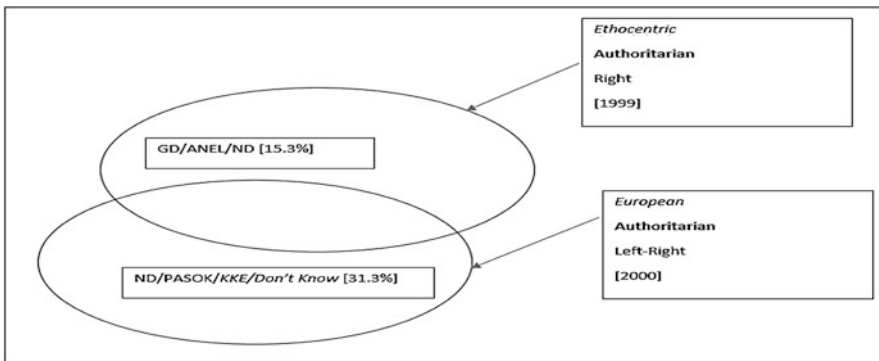 Ethocentric
Authoritarian
Right
[1999]
GD/ANEL/ND [15.3%]
European
Authoritarian
Left-Right
[2000]
ND/PASOK/KKE/Don't Know [31.3%]